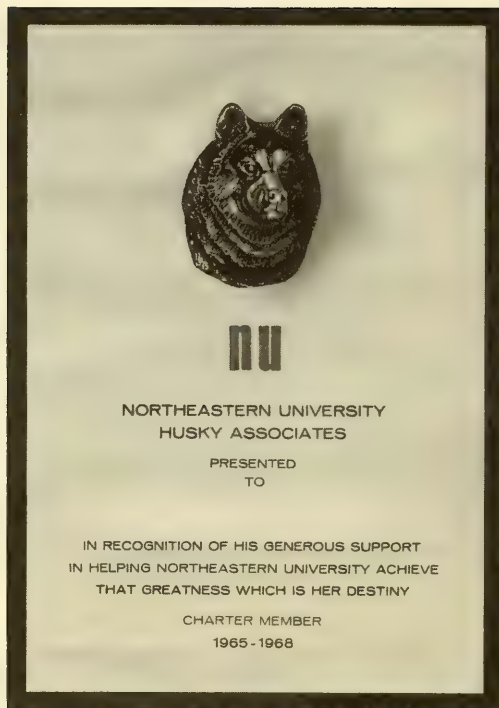 nu
NORTHEASTERN UNIVERSITY
HUSKY ASSOCIATES
PRESENTED
TO
IN RECOGNITION OF HIS GENEROUS SUPPORT
IN HELPING NORTHEASTERN UNIVERSITY ACHIEVE
THAT GREATNESS WHICH IS HER DESTINY
CHARTER MEMBER
1965-1968